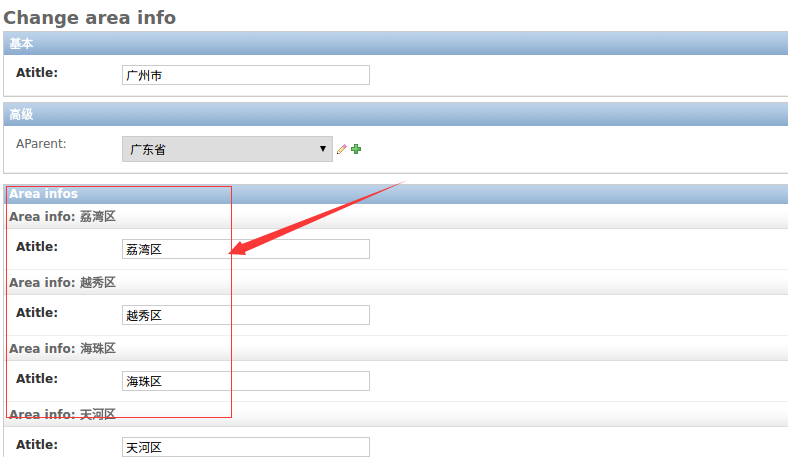 Change area info
基本
Atitle: 广州市
高级
AParent: 广东省
Area infos
Area info: 荔湾区
Atitle: 荔湾区
Area info: 越秀区
Atitle: 越秀区
Area info: 海珠区
Atitle: 海珠区
Area info: 天河区
Atitle: 天河区